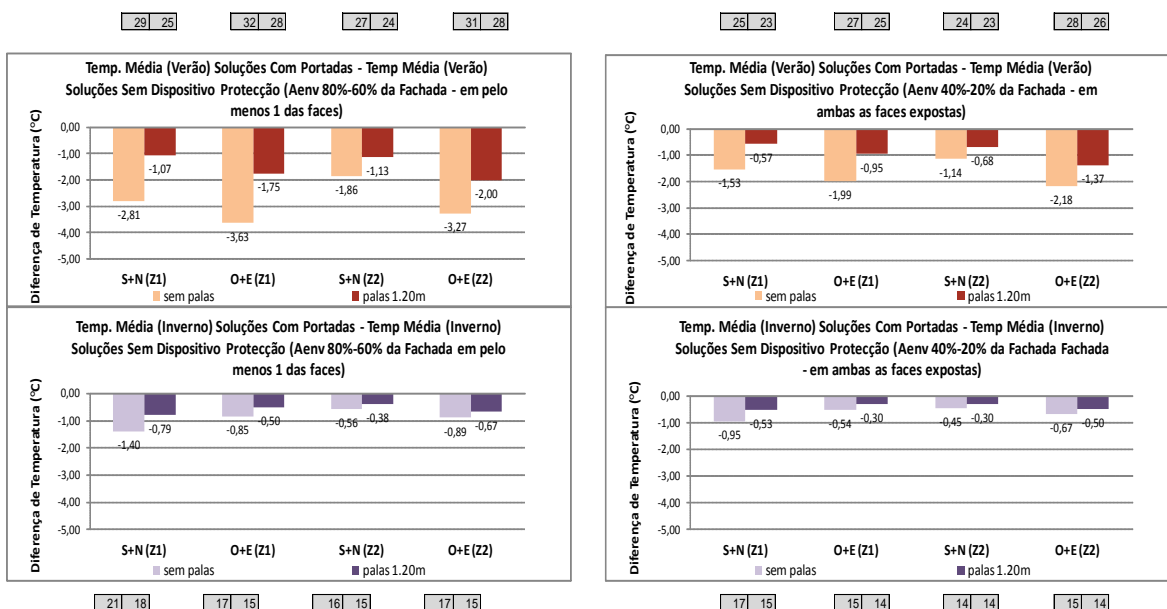 29 25 32 28 27 24 31 28
Temp. Média (Verão) Soluções Com Portadas - Temp Média (Verão)
Soluções Sem Dispositivo Protecção (Aenv 80%-60% da Fachada - em pelo
menos 1 das faces)
Diferença de Temperatura (°C)
0,00
-1,00
-2,00
-3,00
-4,00
-5,00
-2,81
-1,07
-3,63
-1,75
-1,86
-1,13
-3,27
-2,00
S+N (Z1) O+E (Z1) S+N (Z2) O+E (Z2)
sem palas palas 1.20m
Temp. Média (Inverno) Soluções Com Portadas - Temp Média (Inverno)
Soluções Sem Dispositivo Protecção (Aenv 80%-60% da Fachada em pelo
menos 1 das faces)
Diferença de Temperatura (°C)
0,00
-1,00
-2,00
-3,00
-4,00
-5,00
-1,40
-0,79
-0,85
-0,50
-0,56
-0,38
-0,89
-0,67
S+N (Z1) O+E (Z1) S+N (Z2) O+E (Z2)
sem palas palas 1.20m
21 18 17 15 16 15 17 15
25 23 27 25 24 23 28 26
Temp. Média (Verão) Soluções Com Portadas - Temp Média (Verão)
Soluções Sem Dispositivo Protecção (Aenv 40%-20% da Fachada - em
ambas as faces expostas)
Diferença de Temperatura (°C)
0,00
-1,00
-2,00
-3,00
-4,00
-5,00
-1,53
-0,57
-1,99
-0,95
-1,14
-0,68
-2,18
-1,37
S+N (Z1) O+E (Z1) S+N (Z2) O+E (Z2)
sem palas palas 1.20m
Temp. Média (Inverno) Soluções Com Portadas - Temp Média (Inverno)
Soluções Sem Dispositivo Protecção (Aenv 40%-20% da Fachada Fachada
- em ambas as faces expostas)
Diferença de Temperatura (°C)
0,00
-1,00
-2,00
-3,00
-4,00
-5,00
-0,95
-0,53
-0,54
-0,30
-0,45
-0,30
-0,67
-0,50
S+N (Z1) O+E (Z1) S+N (Z2) O+E (Z2)
sem palas palas 1.20m
17 15 15 14 14 14 15 14